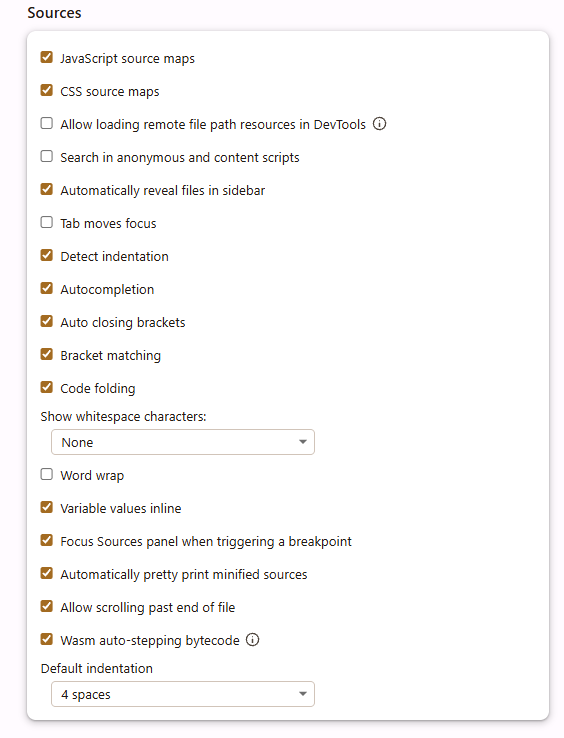 Sources
JavaScript source maps
CSS source maps
Allow loading remote file path resources in DevTools
Search in anonymous and content scripts
Automatically reveal files in sidebar
Tab moves focus
Detect indentation
Autocompletion
Auto closing brackets
Bracket matching
Code folding
Show whitespace characters:
None
Word wrap
Variable values inline
Focus Sources panel when triggering a breakpoint
Automatically pretty print minified sources
Allow scrolling past end of file
Wasm auto-stepping bytecode
Default indentation
4 spaces